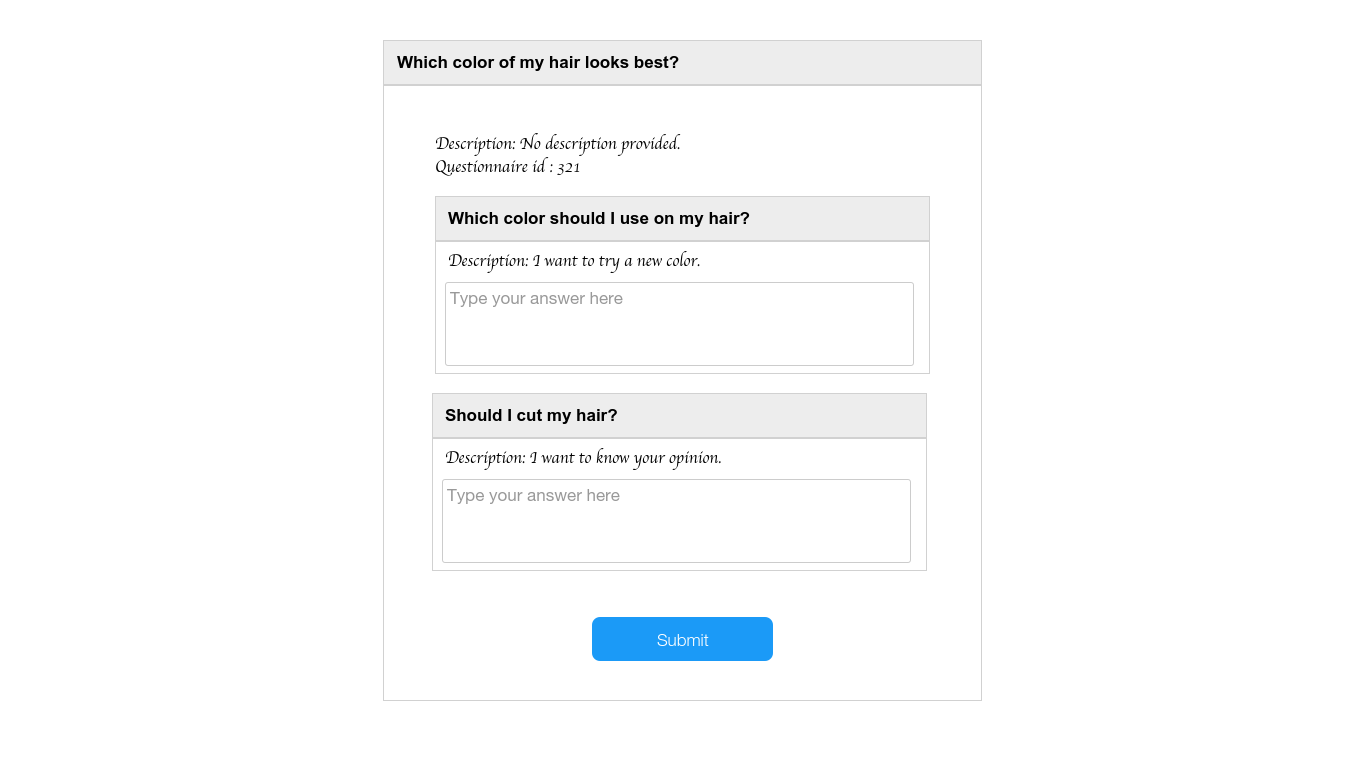 Which color of my hair looks best?
Description: No description provided.
Questionnaire id : 321
Which color should I use on my hair?
Description: I want to try a new color.
Type your answer here
Should I cut my hair?
Description: I want to know your opinion.
Type your answer here
Submit